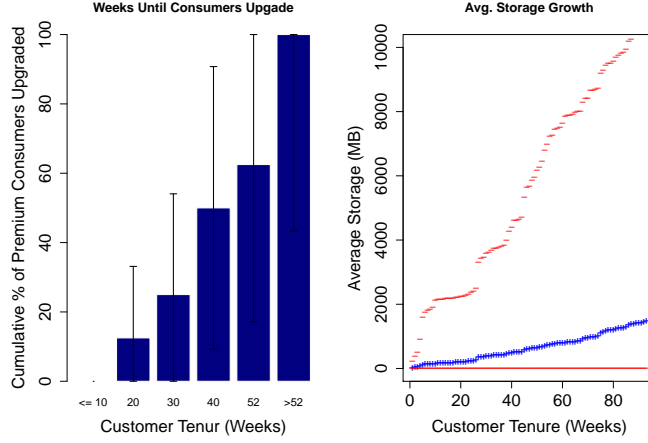 Weeks Until Consumers Upgade
Cumulative % of Premium Consumers Upgraded
100
80
60
40
20
0
<= 10 20 30 40 52 >52
Customer Tenur (Weeks)
Avg. Storage Growth
Average Storage (MB)
10000
8000
6000
4000
2000
0
0 20 40 60 80
Customer Tenure (Weeks)